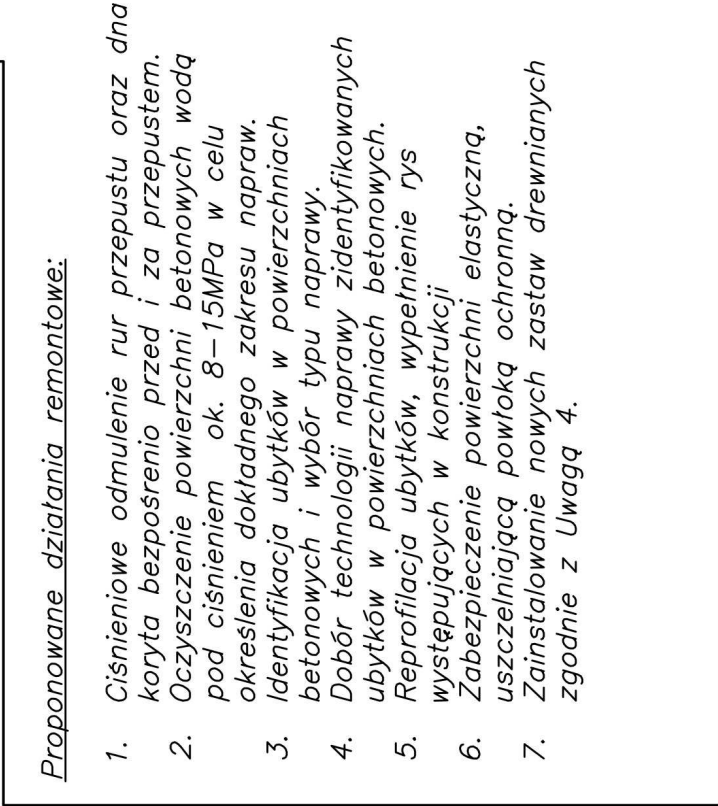 Proponowane działania remontowe:
1. Ciśnieniowe odmulenie rur przepustu oraz dna
koryta bezpośrenio przed i za przepustem.
2. Oczyszczenie powierzchni betonowych wodą
pod ciśnieniem ok. 8–15MPa w celu
określenia dokładnego zakresu napraw.
3. Identyfikacja ubytków w powierzchniach
betonowych i wybór typu naprawy.
4. Dobór technologii naprawy zidentyfikowanych
ubytków w powierzchniach betonowych.
5. Reprofilacja ubytków, wypełnienie rys
występujących w konstrukcji
6. Zabezpieczenie powierzchni elastyczną,
uszczelniającą powłoką ochronną.
7. Zainstalowanie nowych zastaw drewnianych
zgodnie z Uwagą 4.